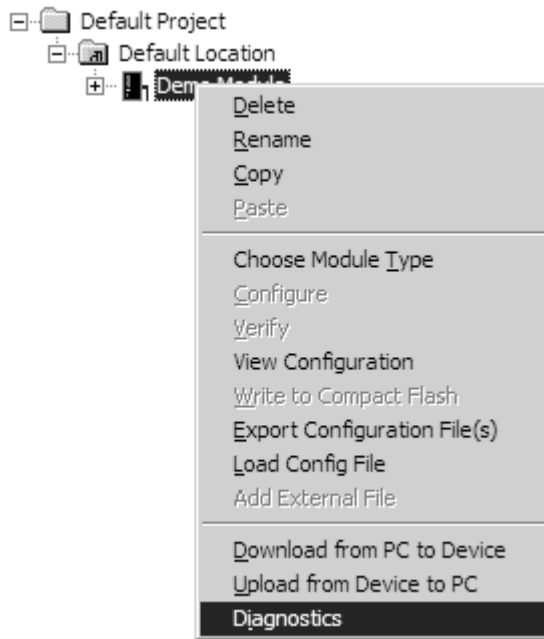 Default Project
Default Location
Demo Module
Delete
Rename
Copy
Paste
Choose Module Type
Configure
Verify
View Configuration
Write to Compact Flash
Export Configuration File(s)
Load Config File
Add External File
Download from PC to Device
Upload from Device to PC
Diagnostics